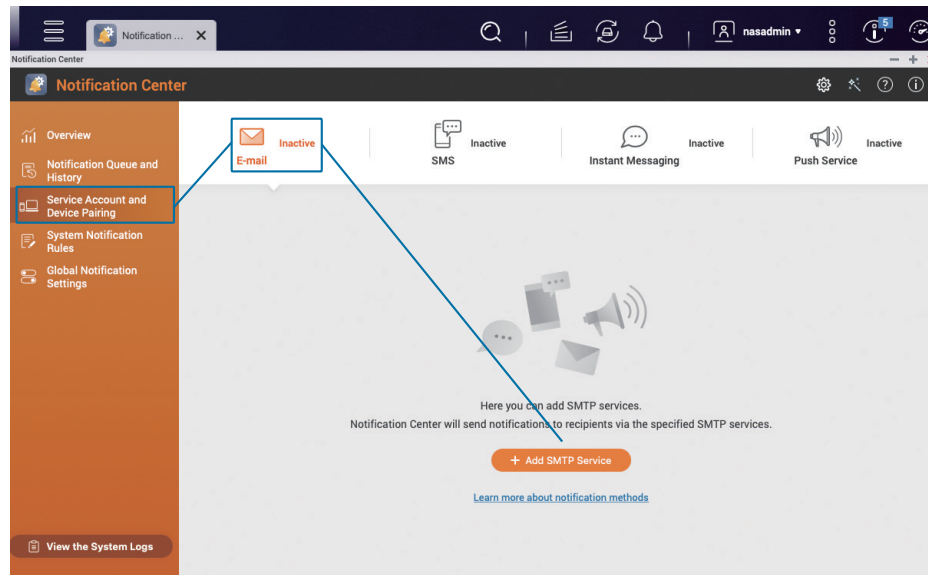 Notification ...
nasadmin
5
Notification Center
Notification Center
Overview
Notification Queue and
History
Service Account and
Device Pairing
System Notification
Rules
Global Notification
Settings
View the System Logs
E-mail
Inactive
SMS
Inactive
Instant Messaging
Inactive
Push Service
Inactive
Here you can add SMTP services.
Notification Center will send notifications to recipients via the specified SMTP services.
+ Add SMTP Service
Learn more about notification methods